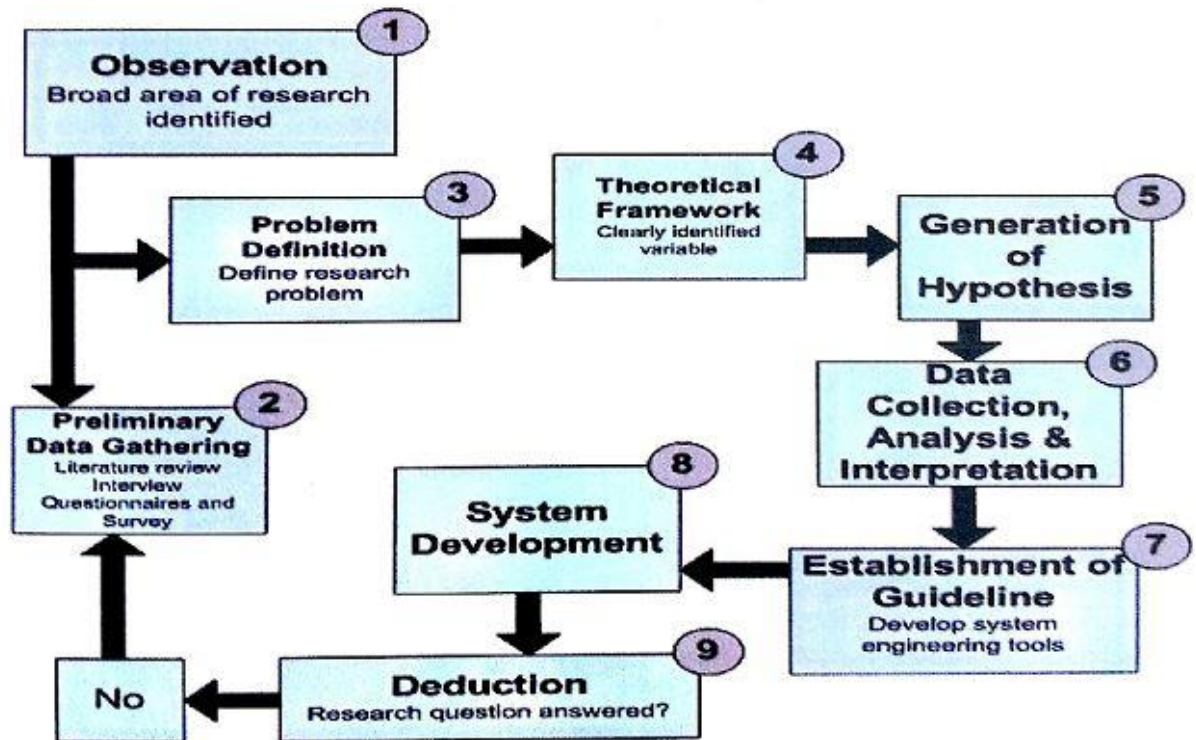 1
Observation
Broad area of research
identified
2
Preliminary
Data Gathering
Literature review
Interview
Questionnaires and
Survey
3
Problem
Definition
Define research
problem
4
Theoretical
Framework
Clearly identified
variable
5
Generation
of
Hypothesis
6
Data
Collection,
Analysis &
Interpretation
7
Establishment of
Guideline
Develop system
engineering tools
8
System
Development
9
Deduction
Research question answered?
No